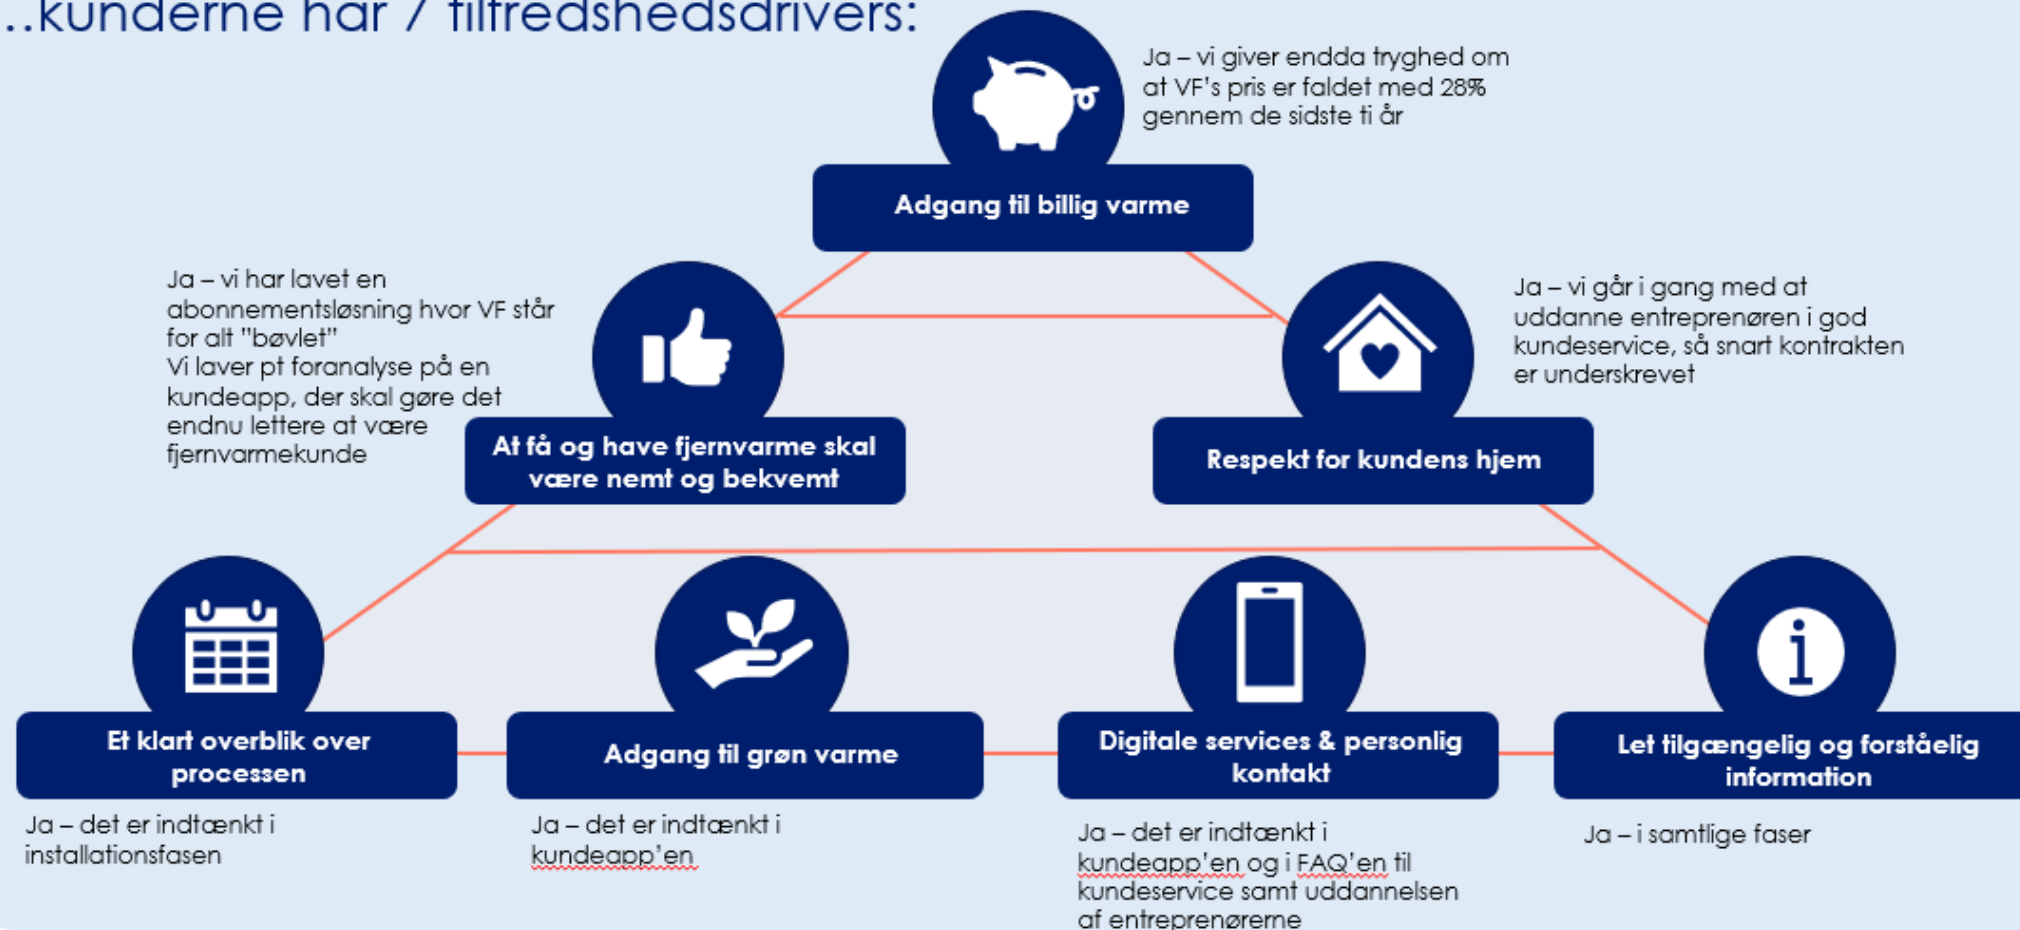 ..kunderne har 7 tilfredshedsdrivers:
Ja – vi giver endda tryghed om
at VF's pris er faldet med 28%
gennem de sidste ti år
Adgang til billig varme
Ja – vi har lavet en
abonnementsløsning hvor VF står
for alt "bøvlet"
Vi laver pt foranalyse på en
kundeapp, der skal gøre det
endnu lettere at være
fjernvarmekunde
At få og have fjernvarme skal
være nemt og bekvemt
Ja – vi går i gang med at
uddanne entreprenøren i god
kundeservice, så snart kontrakten
er underskrevet
Respekt for kundens hjem
Et klart overblik over
processen
Ja – det er indtænkt i
installationsfasen
Adgang til grøn varme
Ja – det er indtænkt i
kundeapp'en
Digitale services & personlig
kontakt
Ja – det er indtænkt i
kundeapp'en og i FAQ'en til
kundeservice samt uddannelsen
af entreprenørerne
Let tilgængelig og forståelig
information
Ja – i samtlige faser